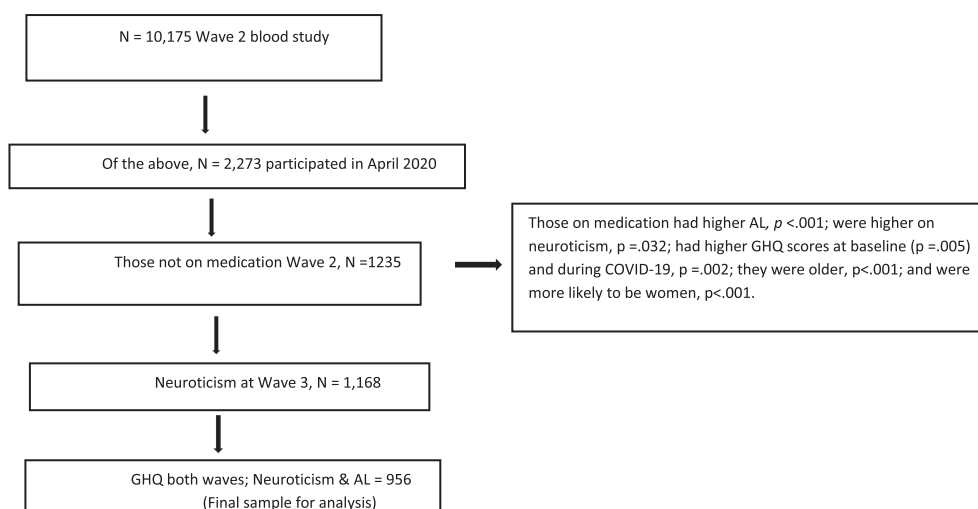 N = 10,175 Wave 2 blood study
Of the above, N = 2,273 participated in April 2020
Those not on medication Wave 2, N =1235
Those on medication had higher AL, p <.001; were higher on
neuroticism, p =.032; had higher GHQ scores at baseline (p =.005)
and during COVID-19, p =.002; they were older, p<.001; and were
more likely to be women, p<.001.
Neuroticism at Wave 3, N = 1,168
GHQ both waves; Neuroticism & AL = 956
(Final sample for analysis)